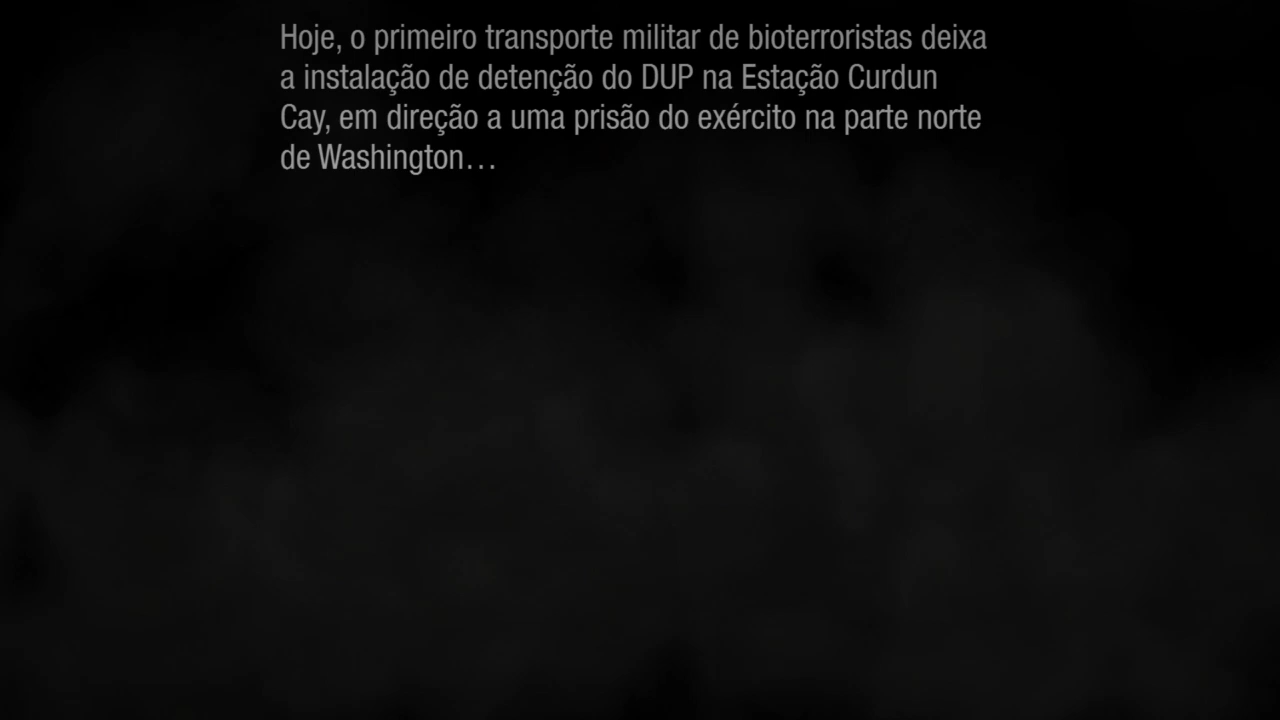 Hoje, o primeiro transporte militar de bioterroristas deixa
a instalação de detenção do DUP na Estação Curdun
Cay, em direção a uma prisão do exército na parte norte
de Washington…